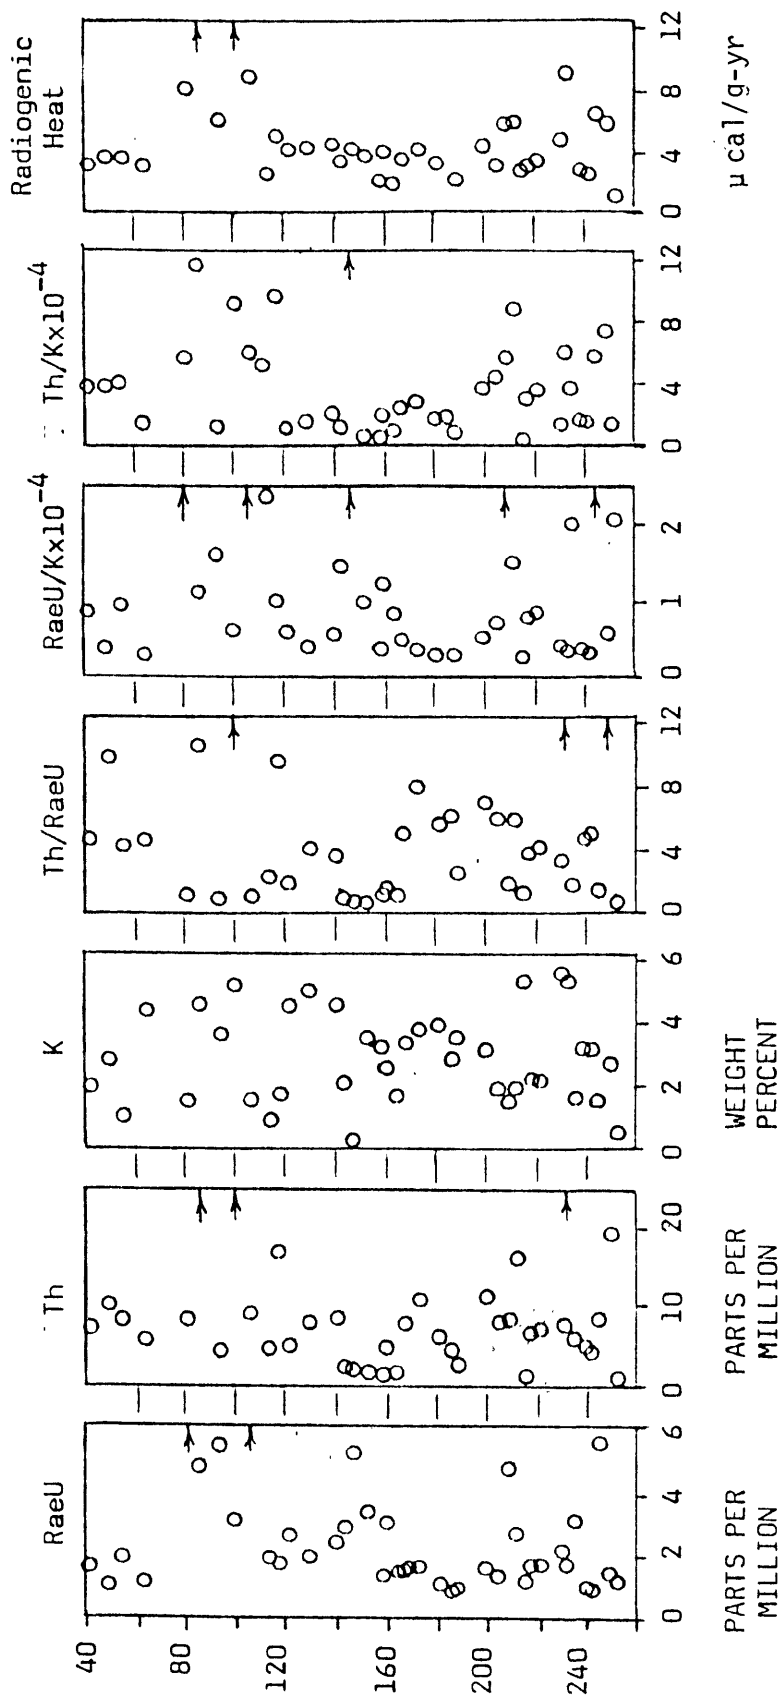 RaeU
Th
K
Th/RaeU
RaeU/Kx10-4
Th/Kx10-4
Radiogenic
Heat
40
80
120
160
200
240
0 2 4 6
0 10 20
0 2 4 6
0 4 8 12
0 1 2
0 4 8 12
0 4 8 12
PARTS PER
MILLION
PARTS PER
MILLION
WEIGHT
PERCENT
μ cal/g-yr